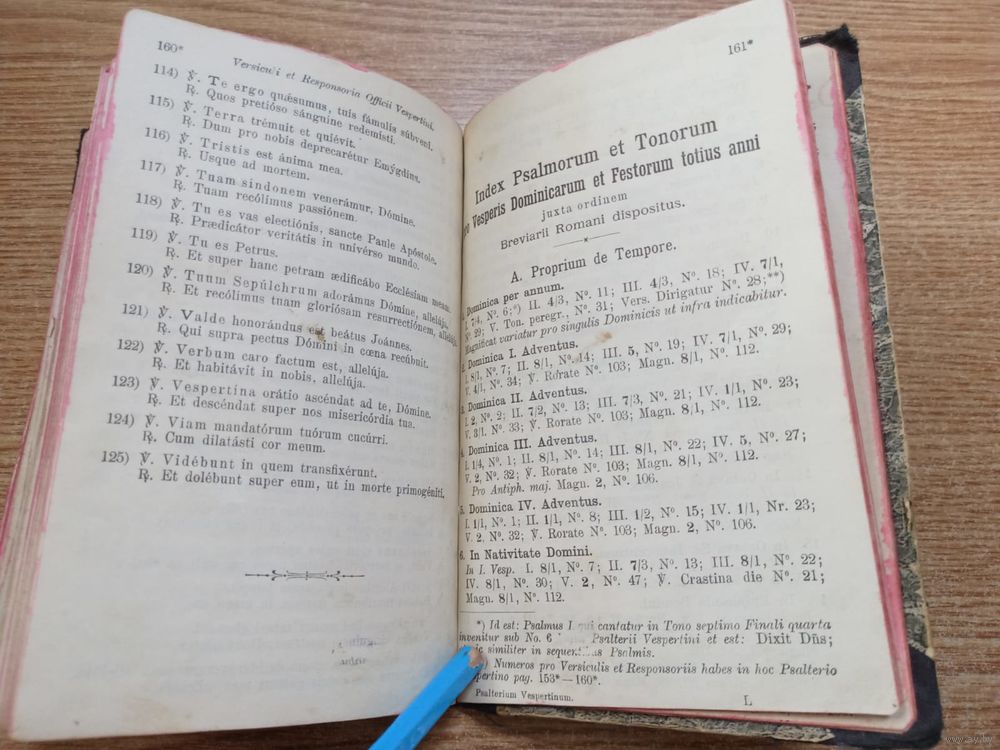 160*
Versiculi et Responsoria Officii Vespertini.
114) ℣. Te ergo quǽsumus, tuis fámulis súbveni.
℟. Quos pretióso sánguine redemísti.
115) ℣. Terra trémuit et quiévit.
℟. Dum pro nobis deprecarétur Emýgdius.
116) ℣. Tristis est ánima mea.
℟. Usque ad mortem.
117) ℣. Tuam sindonem venerámur, Dómine.
℟. Tuam recólimus passiónem.
118) ℣. Tu es vas electiónis, sancte Paule Apóstole.
℟. Prædicátor veritátis in univérso mundo.
119) ℣. Tu es Petrus.
℟. Et super hanc petram ædificábo Ecclésiam meam.
120) ℣. Tuum Sepúlchrum adorámus Dómine, allelúja.
℟. Et recólimus tuam gloriósam resurrectiónem, allelúja.
121) ℣. Valde honorándus est beátus Joánnes.
℟. Qui supra pectus Dómini in cœna recúbuit.
122) ℣. Verbum caro factum est, allelúja.
℟. Et habitávit in nobis, allelúja.
123) ℣. Vespertina orátio ascéndat ad te, Dómine.
℟. Et descéndat super nos misericórdia tua.
124) ℣. Viam mandatórum tuórum cucúrri.
℟. Cum dilatásti cor meum.
125) ℣. Vidébunt in quem transfixérunt.
℟. Et dolébunt super eum, ut in morte primogéniti.
161*
Index Psalmorum et Tonorum
Vesperis Dominicarum et Festorum totius anni
juxta ordinem
Breviarii Romani dispositus.
A. Proprium de Tempore.
Dominica per annum.
I. 7/4, Nº. 6;*) II. 4/3, Nº. 11; III. 4/3, Nº. 18; IV. 7/1,
Nº 29; V. Ton. peregr., Nº. 31; Vers. Dirigatur Nº. 28;**)
Magnificat variatur pro singulis Dominicis ut infra indicabitur.
2. Dominica I. Adventus.
I. 8/1, Nº. 7; II. 8/1, Nº. 14; III. 5, Nº. 19; IV. 7/1, Nº. 29;
V. 4/1, Nº. 34; ℣. Rorate Nº. 103; Magn. 8/1, Nº. 112.
3. Dominica II. Adventus.
I. 2, Nº. 2; II. 7/2, Nº. 13; III. 7/3, Nº. 21; IV. 1/1, Nº. 23;
V. 3/1. Nº. 33; ℣. Rorate Nº. 103; Magn. 8/1, Nº. 112.
4. Dominica III. Adventus.
I. 1/4, Nº. 1; II. 8/1, Nº. 14; III. 8/1, Nº. 22; IV. 5, Nº. 27;
V. 2, Nº. 32; ℣. Rorate Nº. 103; Magn. 8/1, Nº. 112.
Pro Antiph. maj. Magn. 2, Nº. 106.
5. Dominica IV. Adventus.
I. 1/1, Nº. 1; II. 1/1, Nº. 8; III. 1/2, Nº. 15; IV. 1/1, Nr. 23;
V. 2. Nº. 32; ℣. Rorate Nº. 103; Magn. 2, Nº. 106.
6. In Nativitate Domini.
In I. Vesp. I. 8/1, Nº. 7; II. 7/3, Nº. 13; III. 8/1, Nº. 22;
IV. 8/1, Nº. 30; V. 2, Nº. 47; ℣. Crastina die Nº. 21;
Magn. 8/1, Nº. 112.
*) Id est: Psalmus I qui cantatur in Tono septimo Finali quarta
invenitur sub No. 6 Psalterii Vespertini et est: Dixit Dñs;
similiter in Psalmis.
Numeros pro Versiculis et Responsoriis habes in hoc Psalterio
pag. 153*—160*.
Psalterium Vespertinum.
L
www.ay.by